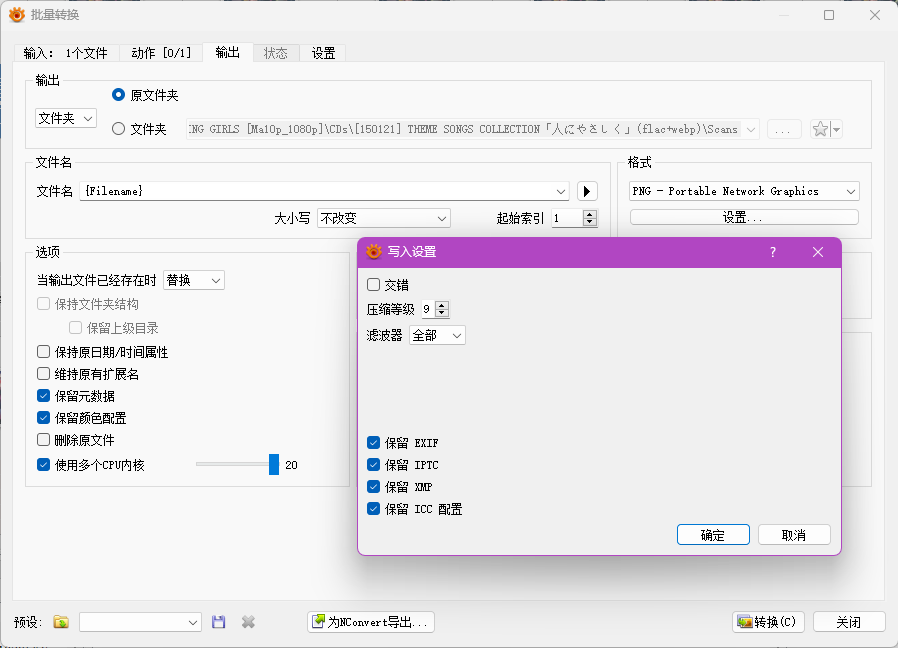 批量转换
输入: 1个文件
动作 [0/1]
输出
状态
设置
输出
文件夹
原文件夹
文件夹
ING GIRLS [Ma10p_1080p]\CDs\[150121] THEME SONGS COLLECTION「人にやさしく」(flac+webp)\Scans
...
文件名
文件名 {Filename}
大小写 不改变
起始索引 1
格式
PNG - Portable Network Graphics
设置...
选项
当输出文件已经存在时 替换
保持文件夹结构
保留上级目录
保持原日期/时间属性
维持原有扩展名
保留元数据
保留颜色配置
删除原文件
使用多个CPU内核 20
写入设置
?
交错
压缩等级 9
滤波器 全部
保留 EXIF
保留 IPTC
保留 XMP
保留 ICC 配置
确定
取消
预设:
为NConvert导出...
转换(C)
关闭